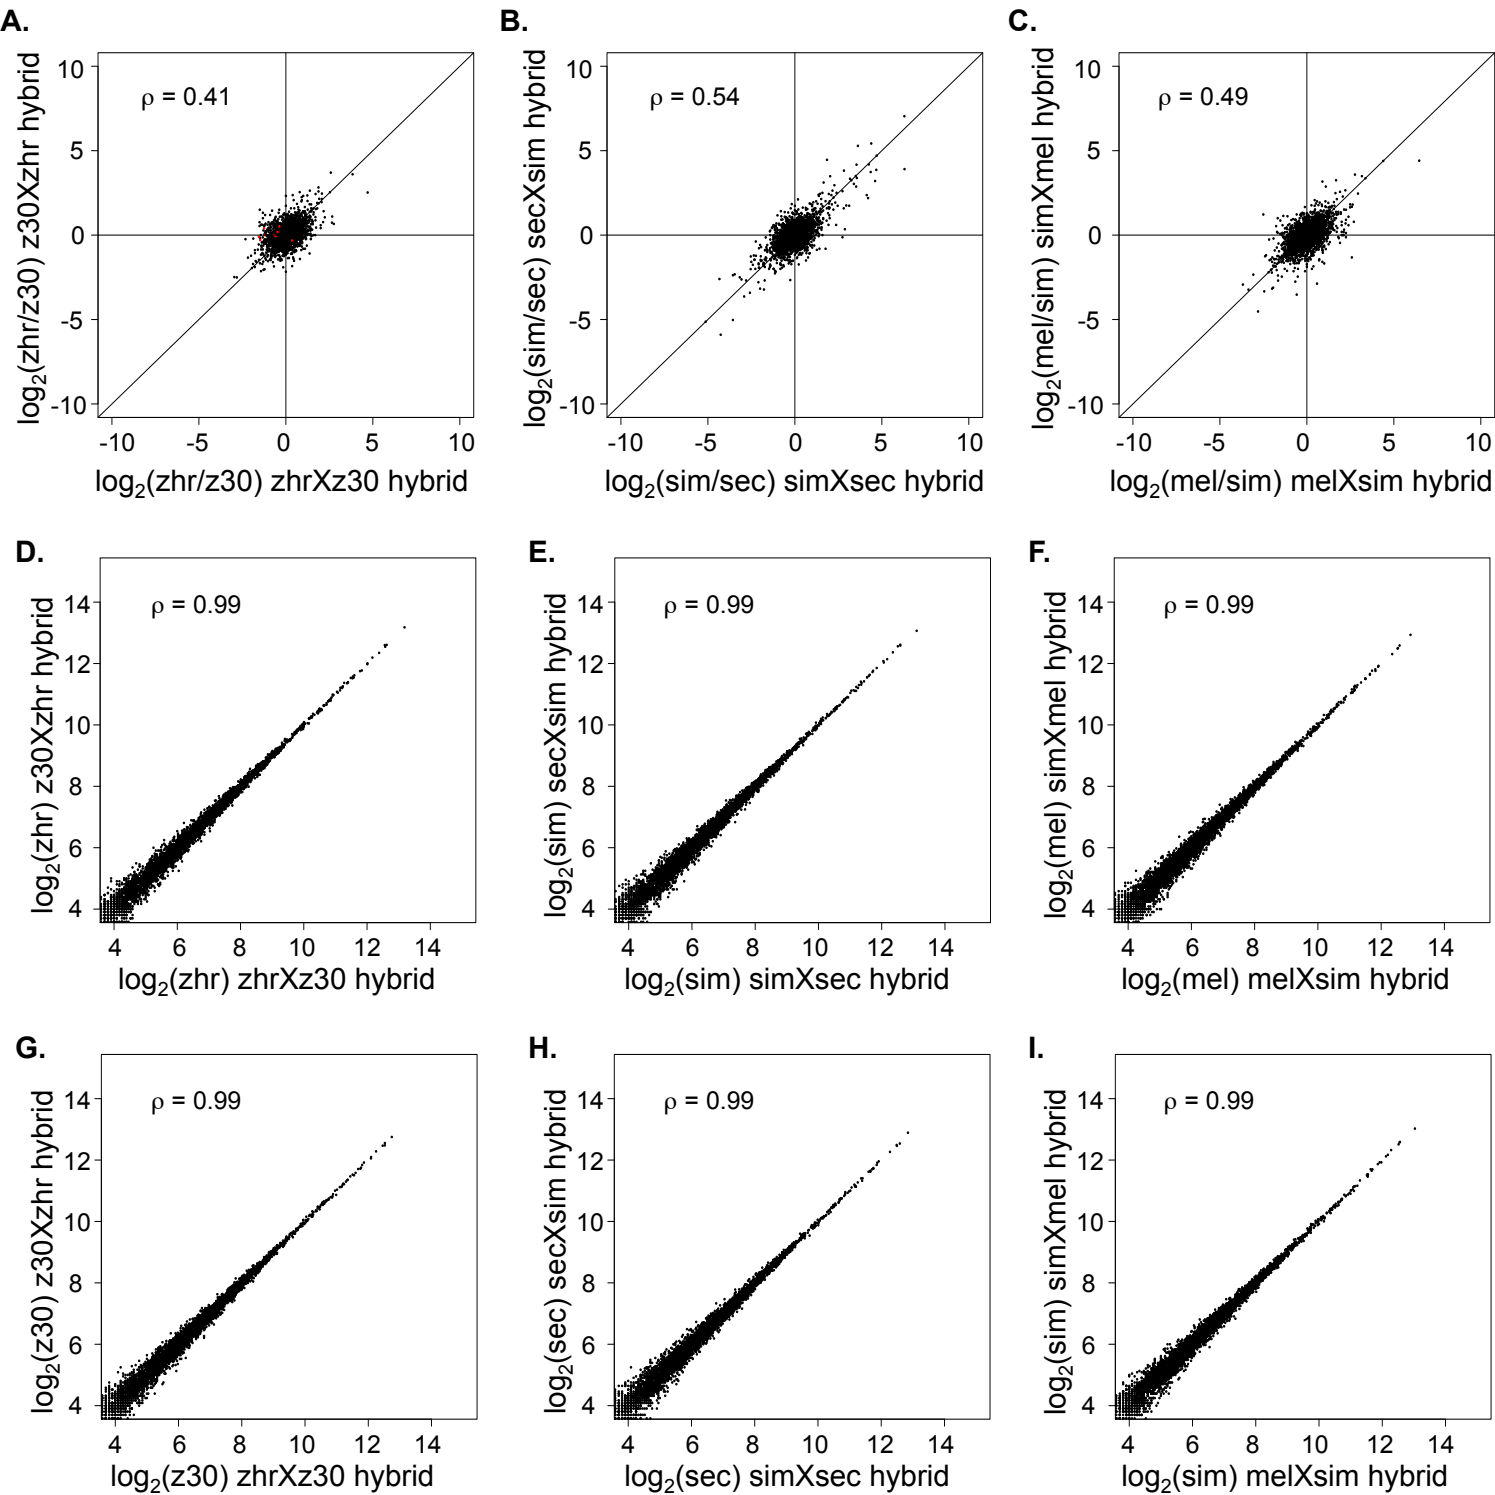 A.
ρ = 0.41
log2(zhr/z30) z30Xzhr hybrid
10
5
0
-5
-10
-10 -5 0 5 10
log2(zhr/z30) zhrXz30 hybrid
B.
ρ = 0.54
log2(sim/sec) secXsim hybrid
10
5
0
-5
-10
-10 -5 0 5 10
log2(sim/sec) simXsec hybrid
C.
ρ = 0.49
log2(mel/sim) simXmel hybrid
10
5
0
-5
-10
-10 -5 0 5 10
log2(mel/sim) melXsim hybrid
D.
ρ = 0.99
log2(zhr) z30Xzhr hybrid
14
12
10
8
6
4
4 6 8 10 12 14
log2(zhr) zhrXz30 hybrid
E.
ρ = 0.99
log2(sim) secXsim hybrid
14
12
10
8
6
4
4 6 8 10 12 14
log2(sim) simXsec hybrid
F.
ρ = 0.99
log2(mel) simXmel hybrid
14
12
10
8
6
4
4 6 8 10 12 14
log2(mel) melXsim hybrid
G.
ρ = 0.99
log2(z30) z30Xzhr hybrid
14
12
10
8
6
4
4 6 8 10 12 14
log2(z30) zhrXz30 hybrid
H.
ρ = 0.99
log2(sec) secXsim hybrid
14
12
10
8
6
4
4 6 8 10 12 14
log2(sec) simXsec hybrid
I.
ρ = 0.99
log2(sim) simXmel hybrid
14
12
10
8
6
4
4 6 8 10 12 14
log2(sim) melXsim hybrid